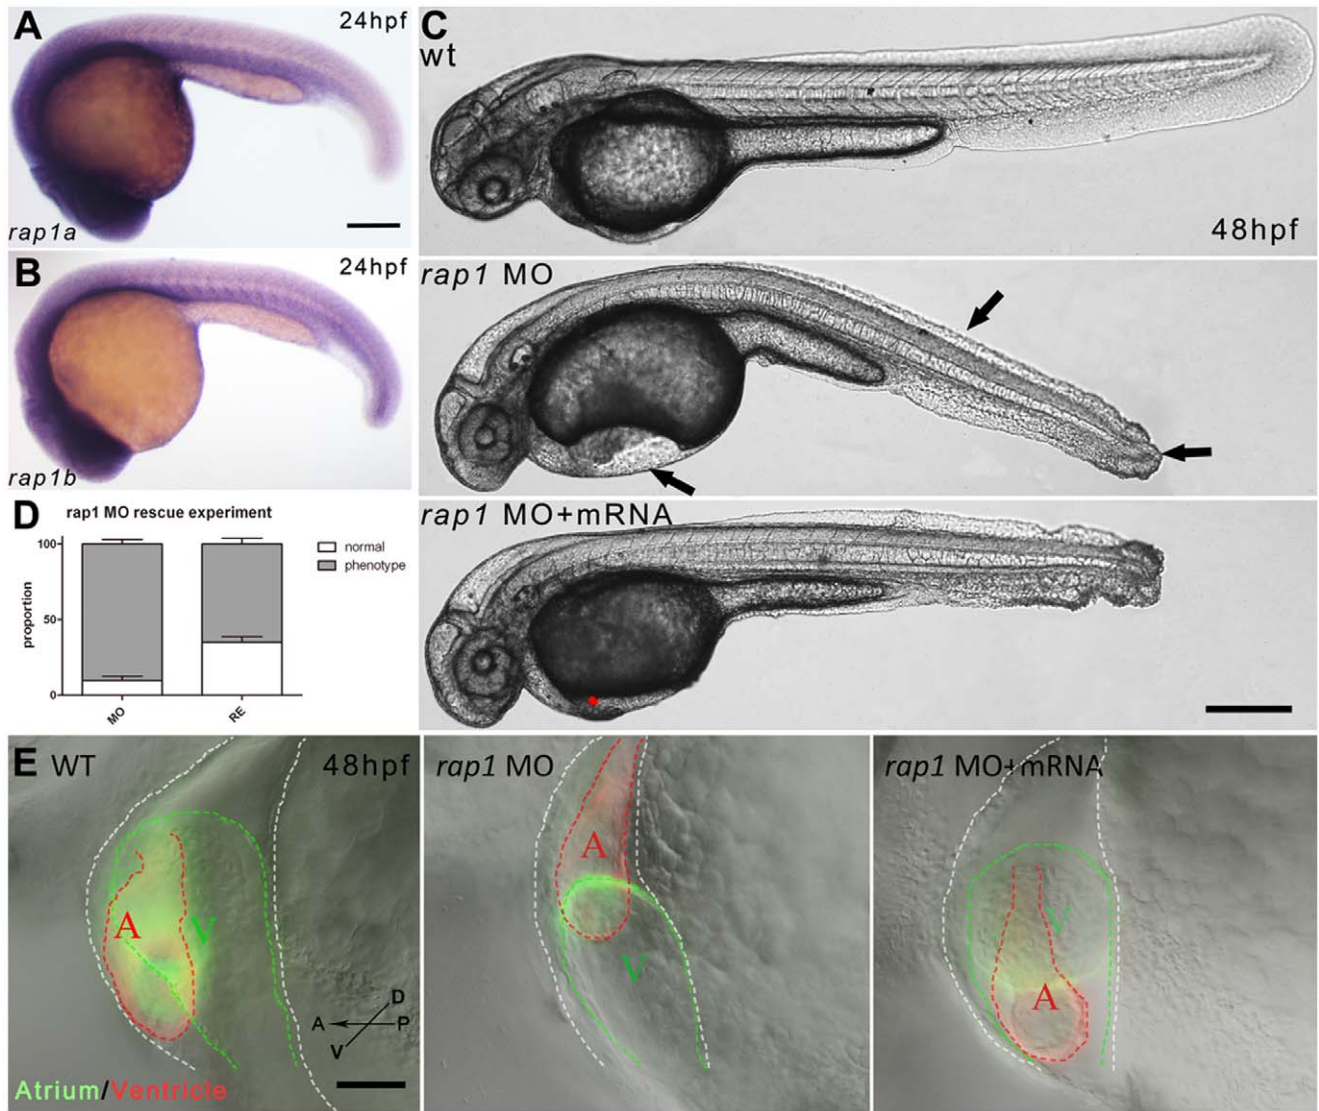 A
24hpf
rap1a
B
24hpf
rap1b
C
wt
48hpf
rap1 MO
rap1 MO+mRNA
D
rap1 MO rescue experiment
normal
phenotype
proportion
100
50
0
MO
RE
E WT
48hpf
A
V
D
A
P
V
Atrium/Ventricle
rap1 MO
A
V
rap1 MO+mRNA
V
A